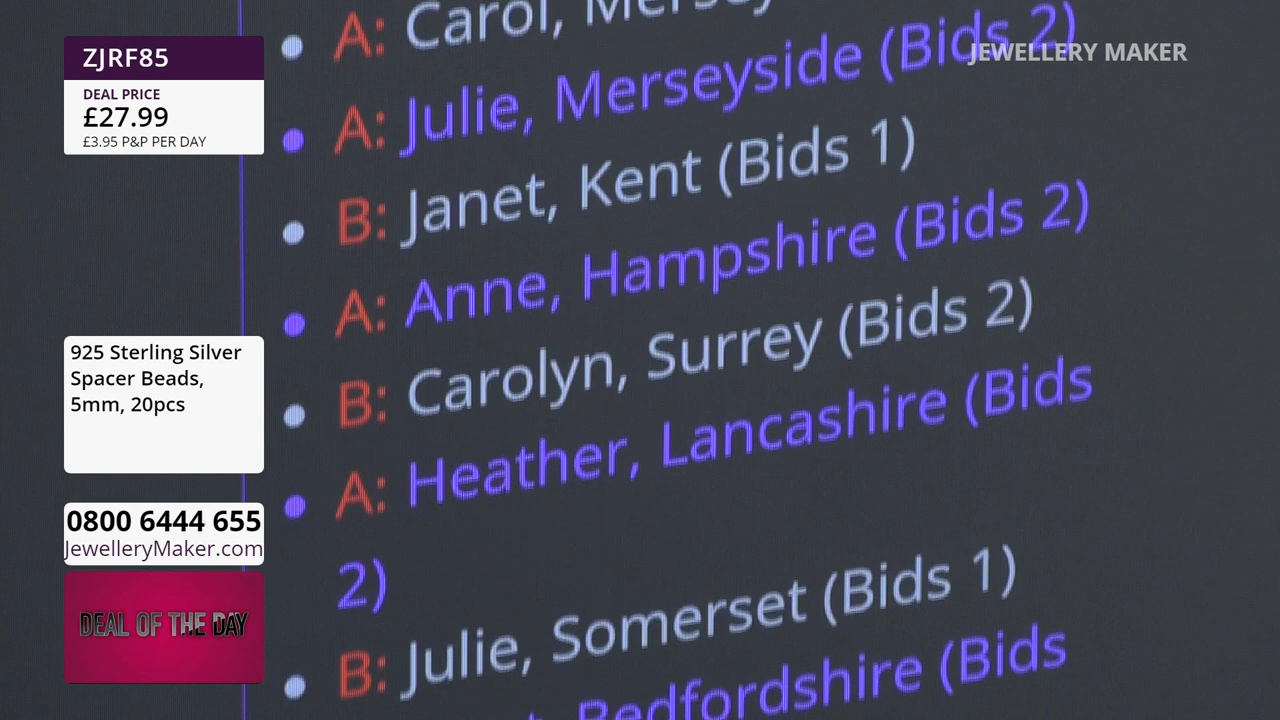 ZJRF85
DEAL PRICE
£27.99
£3.95 P&P PER DAY
925 Sterling Silver
Spacer Beads,
5mm, 20pcs
0800 6444 655
JewelleryMaker.com
DEAL OF THE DAY
JEWELLERY MAKER
A: Carol,
A: Julie, Merseyside (Bids 2)
B: Janet, Kent (Bids 1)
A: Anne, Hampshire (Bids 2)
B: Carolyn, Surrey (Bids 2)
A: Heather, Lancashire (Bids
2)
B: Julie, Somerset (Bids 1)
Bedfordshire (Bids